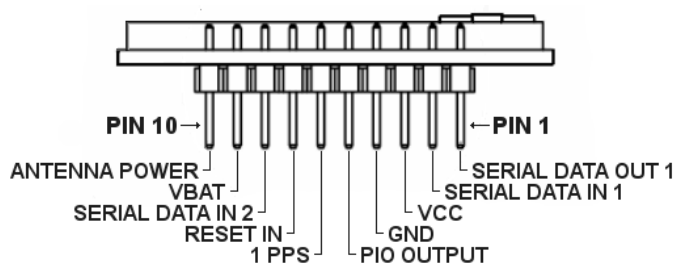 PIN 10 PIN 1
ANTENNA POWER SERIAL DATA OUT 1
VBAT SERIAL DATA IN 1
SERIAL DATA IN 2 VCC
RESET IN GND
1 PPS PIO OUTPUT